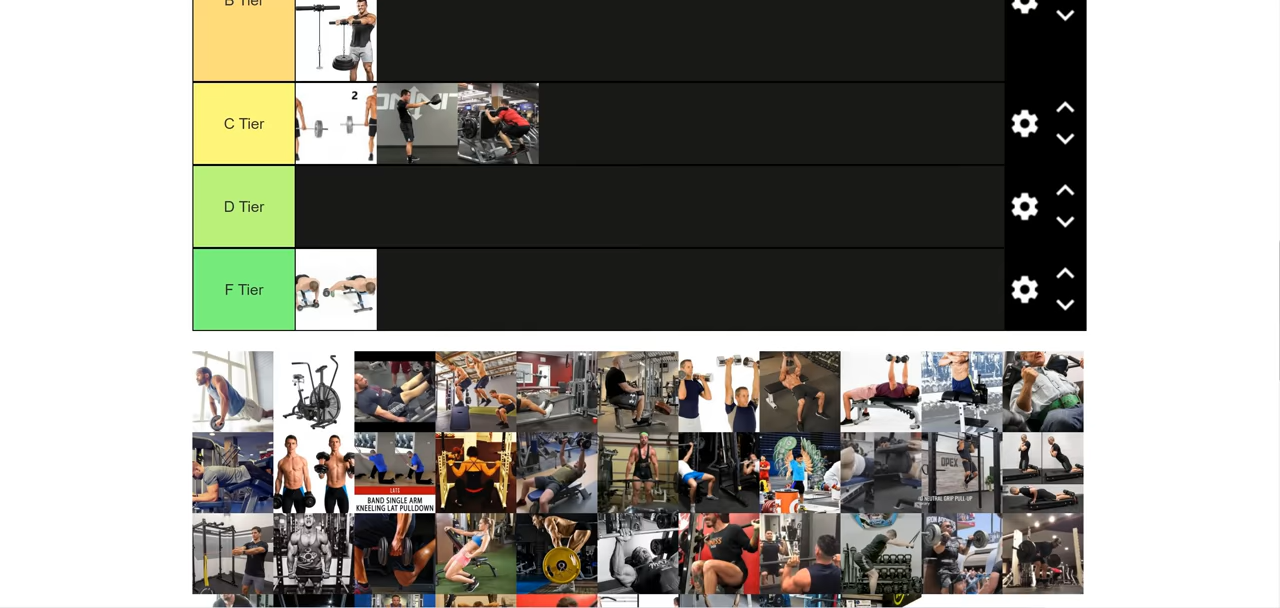 B Tier
C Tier
2
D Tier
F Tier
LATS
BAND SINGLE ARM
KNEELING LAT PULLDOWN
OPEX
NEUTRAL GRIP PULL-UP